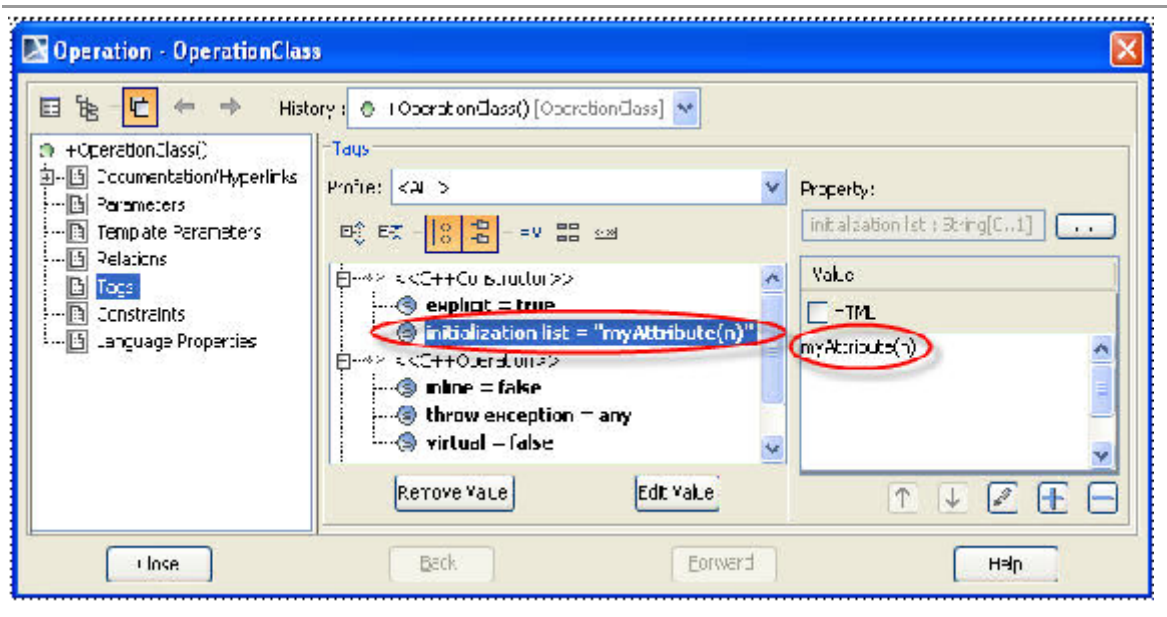 Operation - OperationClass
History : +OperationClass() [OperationClass]
+OperationClass()
Documentation/Hyperlinks
Parameters
Template Parameters
Relations
Tags
Constraints
Language Properties
Tags
Profile: <ALL>
<<C++Constructor>>
explicit = true
initialization list = "myAttribute(n)"
<<C++Operation>>
inline = false
throw exception = any
virtual = false
Remove Value
Edit Value
Property:
initialization list : String[0..1]
...
Value
HTML
myAttribute(n)
Close
Back
Forward
Help